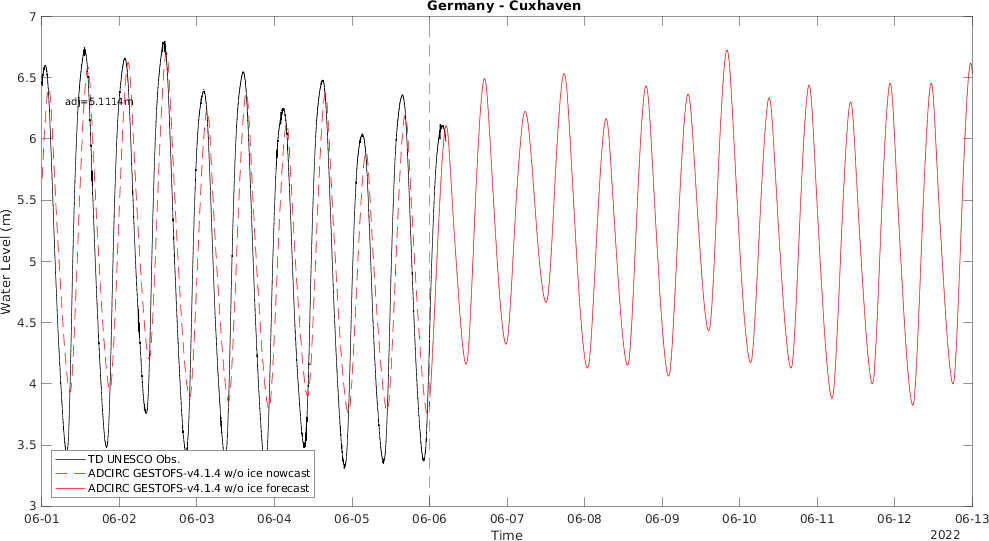 Germany - Cuxhaven
7
6.5
adj=5.1114m
6
5.5
5
4.5
4
3.5
3
Water Level (m)
TD UNESCO Obs.
ADCIRC GESTOFS-v4.1.4 w/o ice nowcast
ADCIRC GESTOFS-v4.1.4 w/o ice forecast
06-01 06-02 06-03 06-04 06-05 06-06 06-07 06-08 06-09 06-10 06-11 06-12 06-13
Time
2022